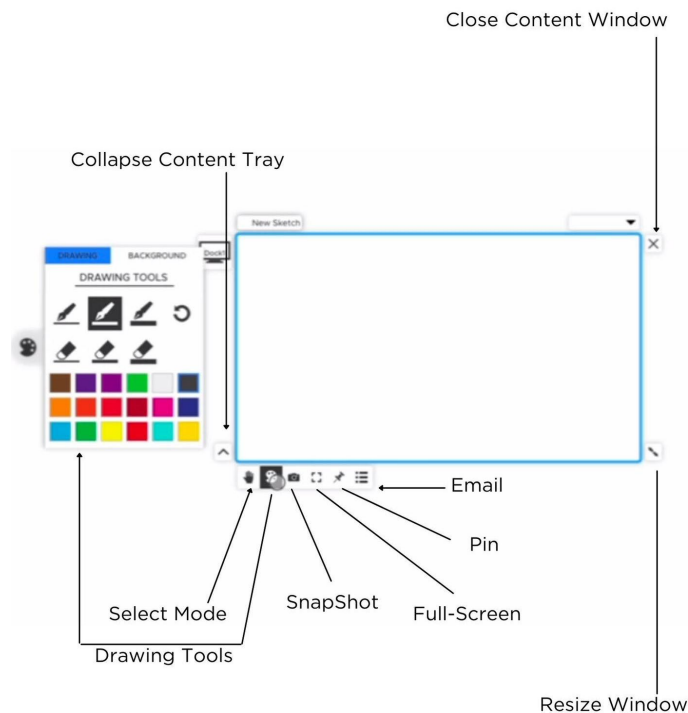 Close Content Window
Collapse Content Tray
New Sketch
DRAWING
BACKGROUND
Dock
DRAWING TOOLS
Email
Pin
SnapShot
Select Mode
Full-Screen
Drawing Tools
Resize Window